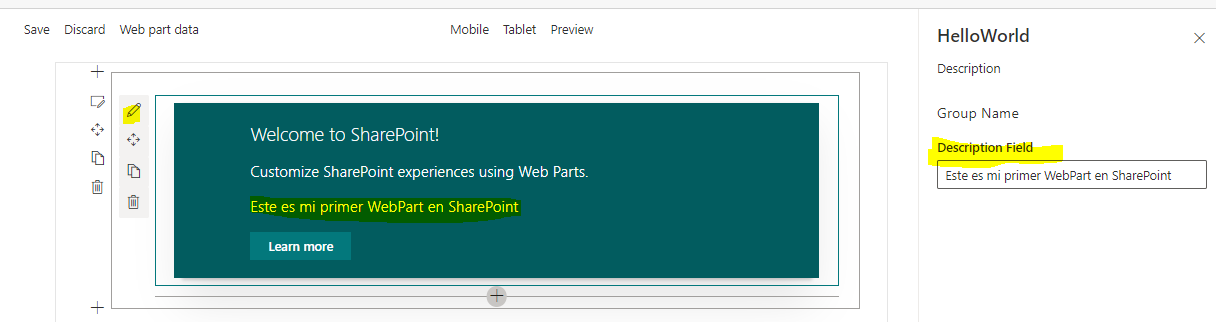 Save Discard Web part data Mobile Tablet Preview
Welcome to SharePoint!
Customize SharePoint experiences using Web Parts.
Este es mi primer WebPart en SharePoint
Learn more
HelloWorld
Description
Group Name
Description Field
Este es mi primer WebPart en SharePoint